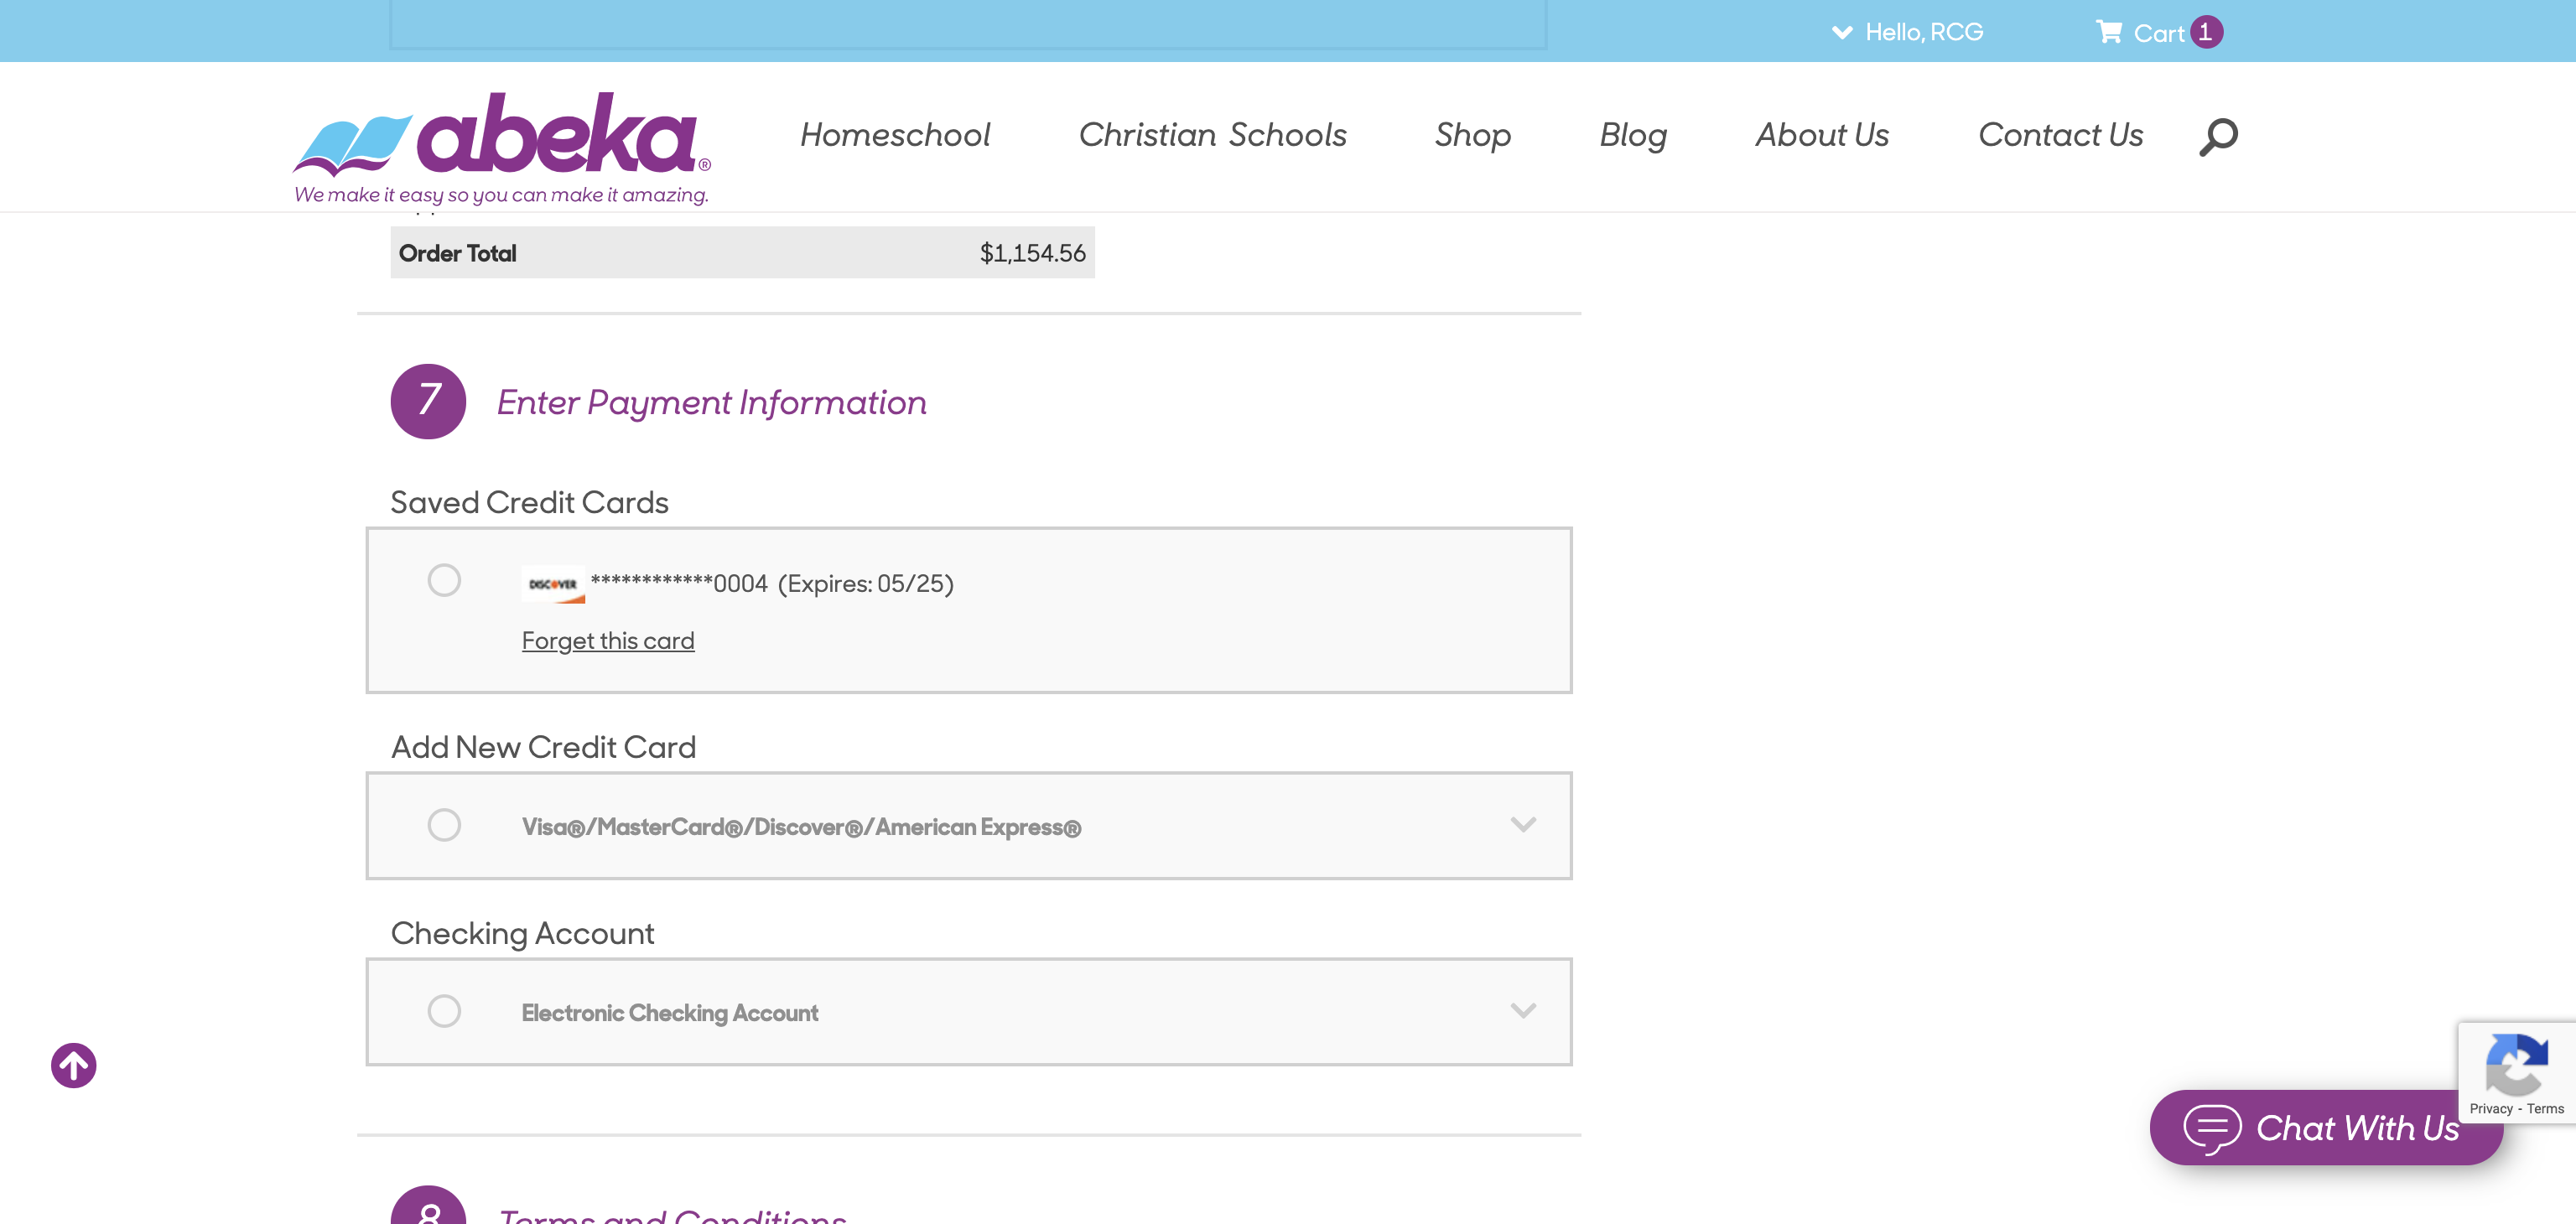 Hello, RCG
Cart 1
abeka®
We make it easy so you can make it amazing.
Homeschool
Christian Schools
Shop
Blog
About Us
Contact Us
Order Total $1,154.56
7 Enter Payment Information
Saved Credit Cards
DISCOVER ************0004 (Expires: 05/25)
Forget this card
Add New Credit Card
Visa®/MasterCard®/Discover®/American Express®
Checking Account
Electronic Checking Account
Privacy - Terms
Chat With Us
8 Terms and Conditions